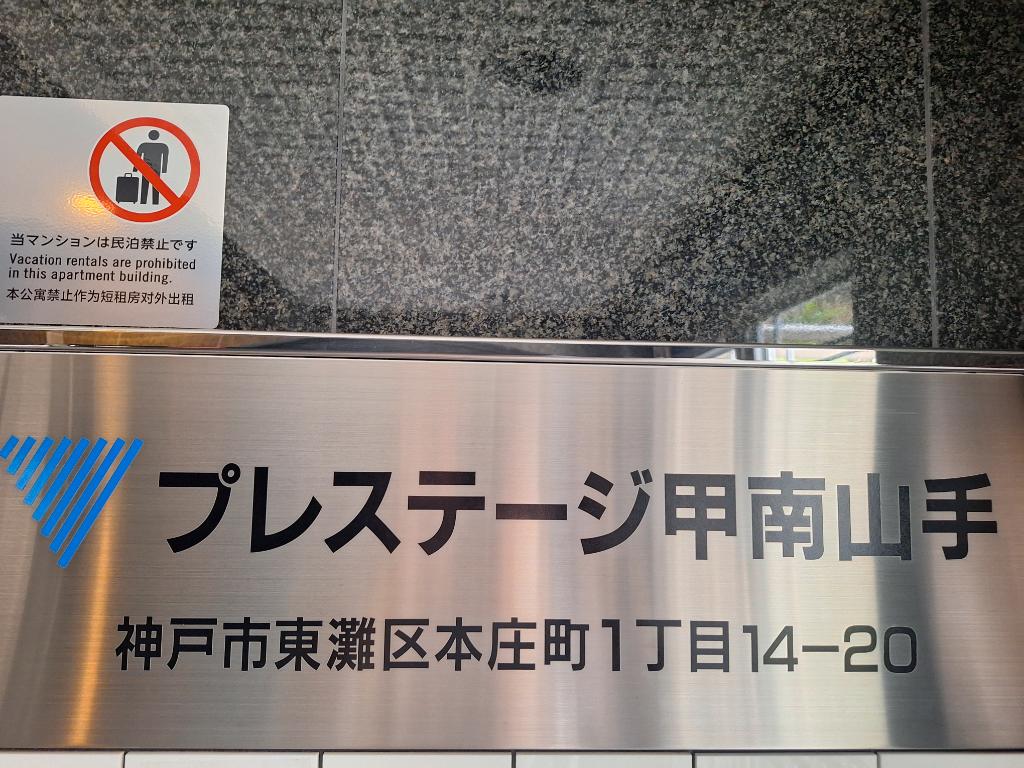 当マンションは民泊禁止です
Vacation rentals are prohibited
in this apartment building.
本公寓禁止作为短租房对外出租
プレステージ甲南山手
神戸市東灘区本庄町1丁目14-20